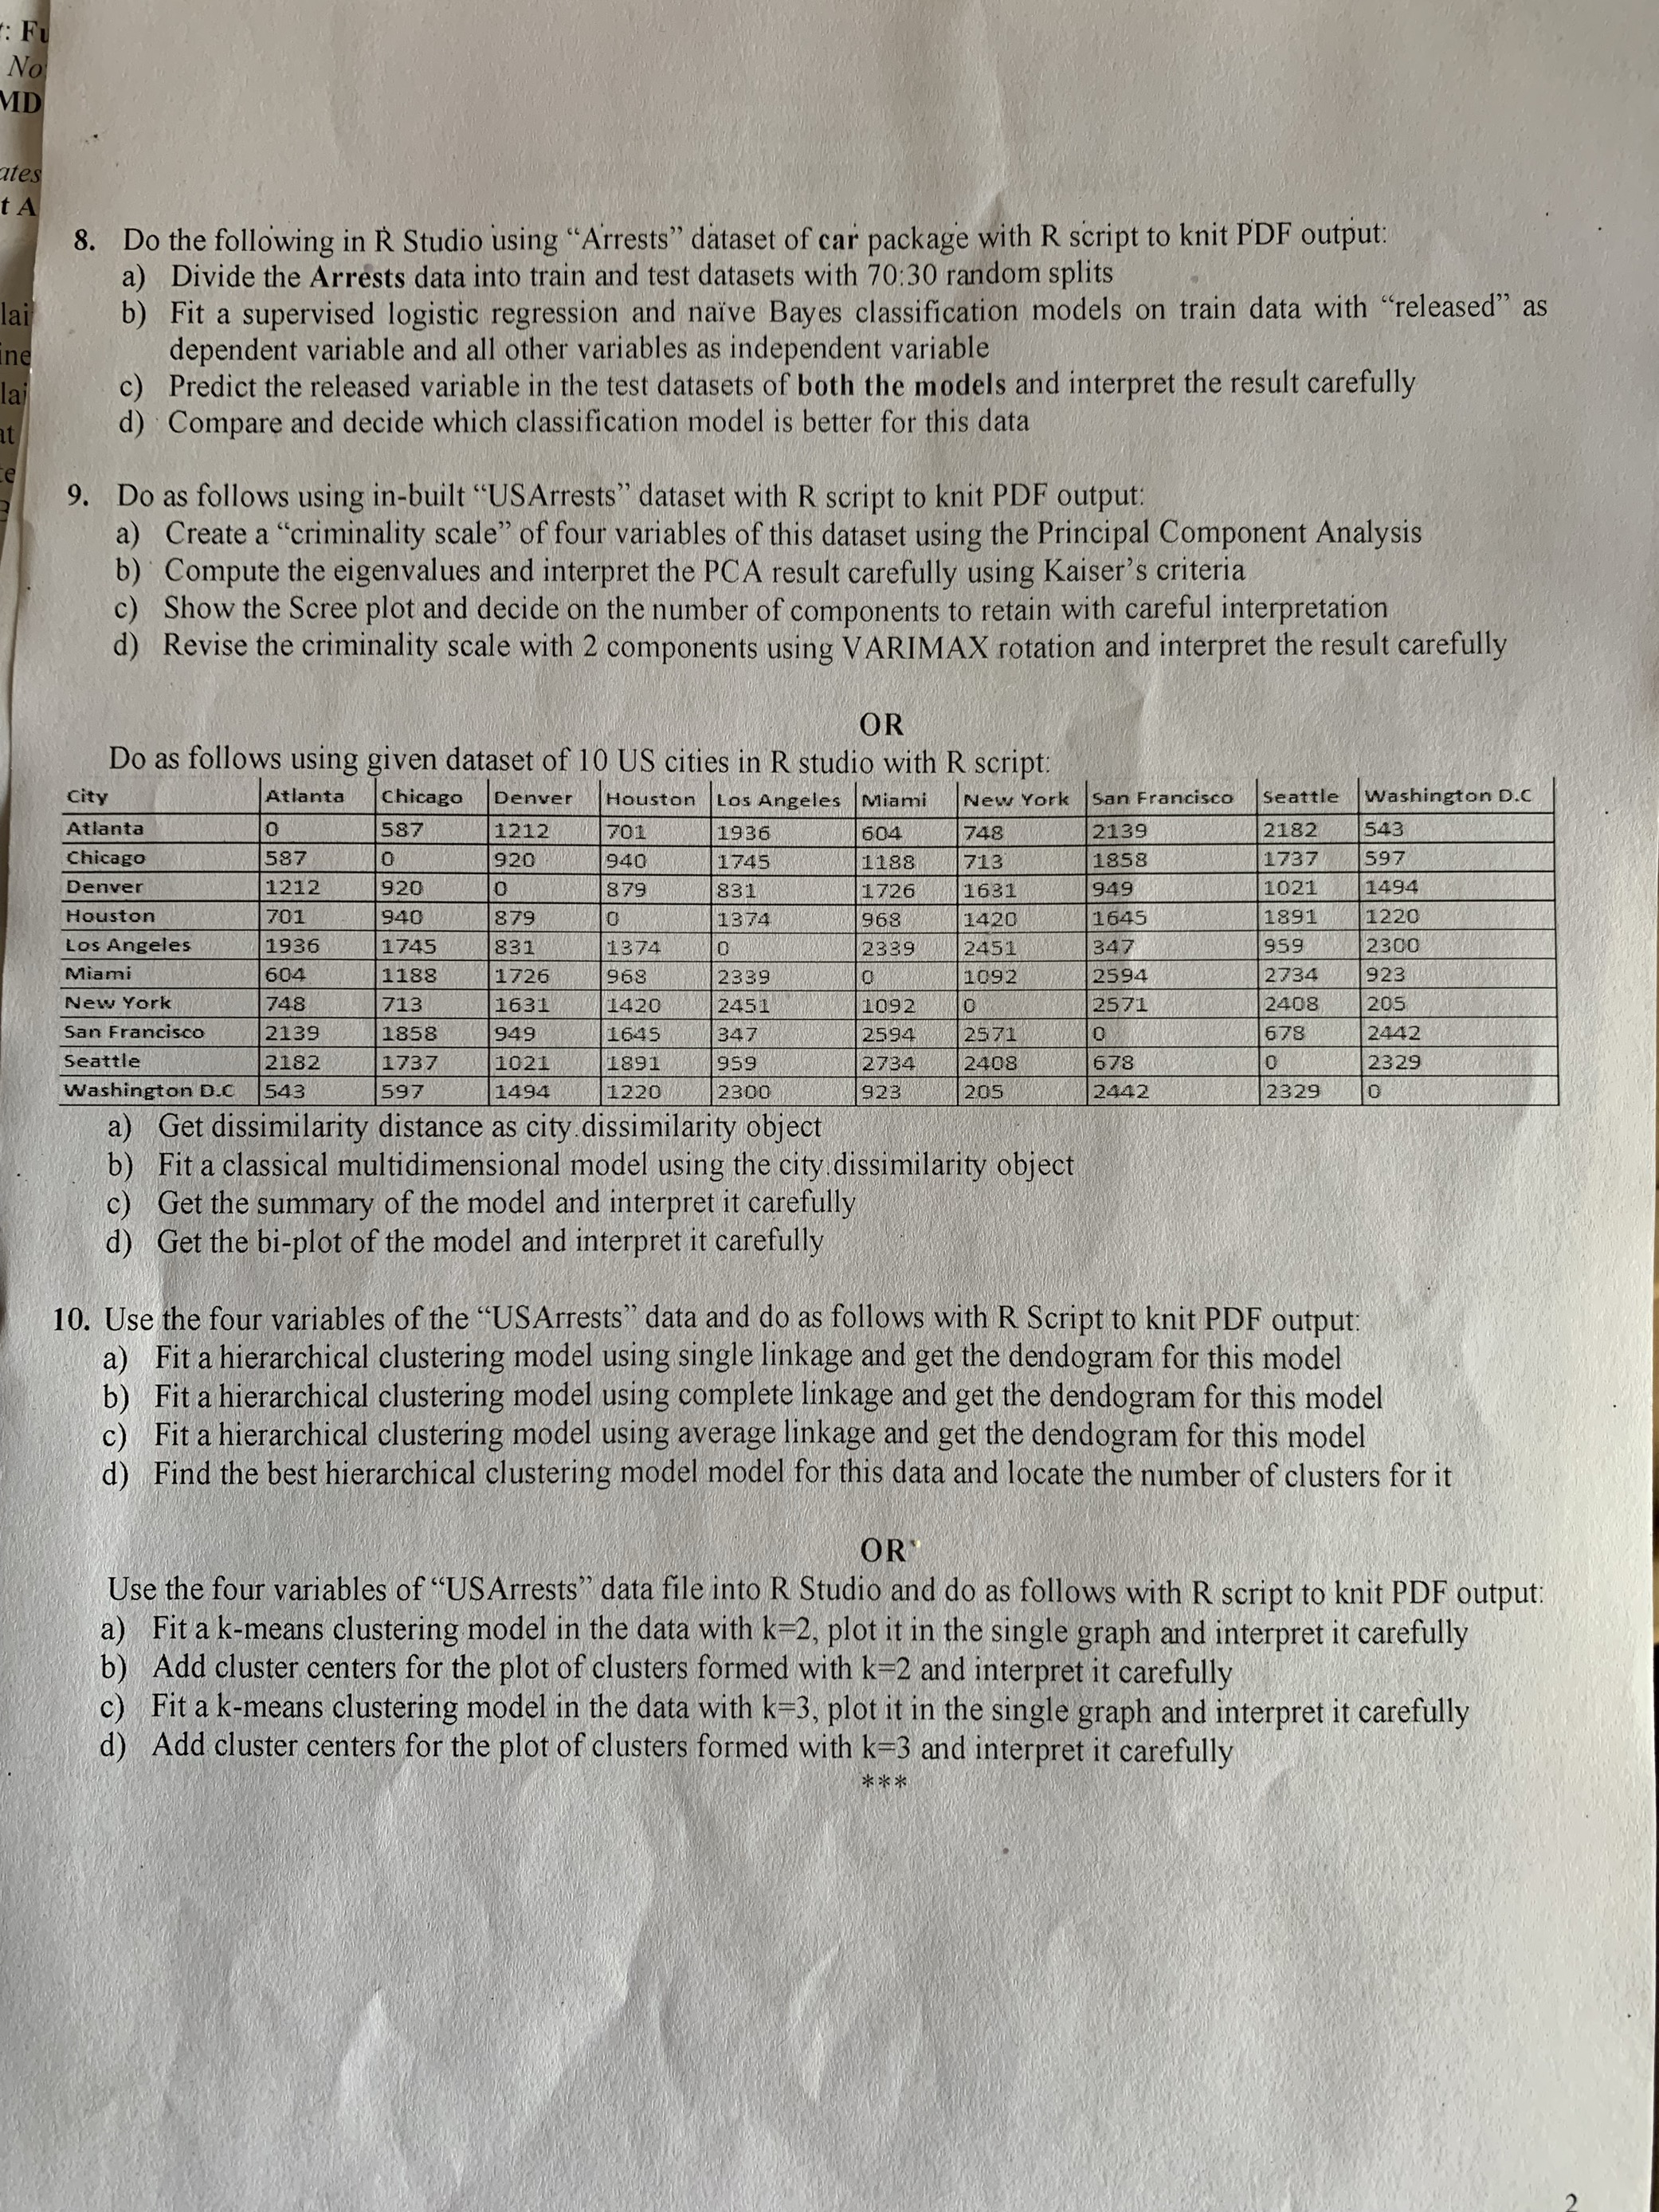 : Fu
No
MD
ates
t A
lai
ine
lai
at
8. Do the following in R Studio using “Arrests” dataset of car package with R script to knit PDF output:
a) Divide the Arrests data into train and test datasets with 70:30 random splits
b) Fit a supervised logistic regression and naïve Bayes classification models on train data with “released” as
dependent variable and all other variables as independent variable
c) Predict the released variable in the test datasets of both the models and interpret the result carefully
d) Compare and decide which classification model is better for this data
9. Do as follows using in-built “USArrests” dataset with R script to knit PDF output:
a) Create a “criminality scale” of four variables of this dataset using the Principal Component Analysis
b) Compute the eigenvalues and interpret the PCA result carefully using Kaiser’s criteria
c) Show the Scree plot and decide on the number of components to retain with careful interpretation
d) Revise the criminality scale with 2 components using VARIMAX rotation and interpret the result carefully
OR
Do as follows using given dataset of 10 US cities in R studio with R script:
City Atlanta Chicago Denver Houston Los Angeles Miami New York San Francisco Seattle Washington D.C
Atlanta 0 587 1212 701 1936 604 748 2139 2182 543
Chicago 587 0 920 940 1745 1188 713 1858 1737 597
Denver 1212 920 0 879 831 1726 1631 949 1021 1494
Houston 701 940 879 0 1374 968 1420 1645 1891 1220
Los Angeles 1936 1745 831 1374 0 2339 2451 347 959 2300
Miami 604 1188 1726 968 2339 0 1092 2594 2734 923
New York 748 713 1631 1420 2451 1092 0 2571 2408 205
San Francisco 2139 1858 949 1645 347 2594 2571 0 678 2442
Seattle 2182 1737 1021 1891 959 2734 2408 678 0 2329
Washington D.C 543 597 1494 1220 2300 923 205 2442 2329 0
a) Get dissimilarity distance as city.dissimilarity object
b) Fit a classical multidimensional model using the city.dissimilarity object
c) Get the summary of the model and interpret it carefully
d) Get the bi-plot of the model and interpret it carefully
10. Use the four variables of the “USArrests” data and do as follows with R Script to knit PDF output:
a) Fit a hierarchical clustering model using single linkage and get the dendogram for this model
b) Fit a hierarchical clustering model using complete linkage and get the dendogram for this model
c) Fit a hierarchical clustering model using average linkage and get the dendogram for this model
d) Find the best hierarchical clustering model model for this data and locate the number of clusters for it
OR
Use the four variables of “USArrests” data file into R Studio and do as follows with R script to knit PDF output:
a) Fit a k-means clustering model in the data with k=2, plot it in the single graph and interpret it carefully
b) Add cluster centers for the plot of clusters formed with k=2 and interpret it carefully
c) Fit a k-means clustering model in the data with k=3, plot it in the single graph and interpret it carefully
d) Add cluster centers for the plot of clusters formed with k=3 and interpret it carefully
***
2